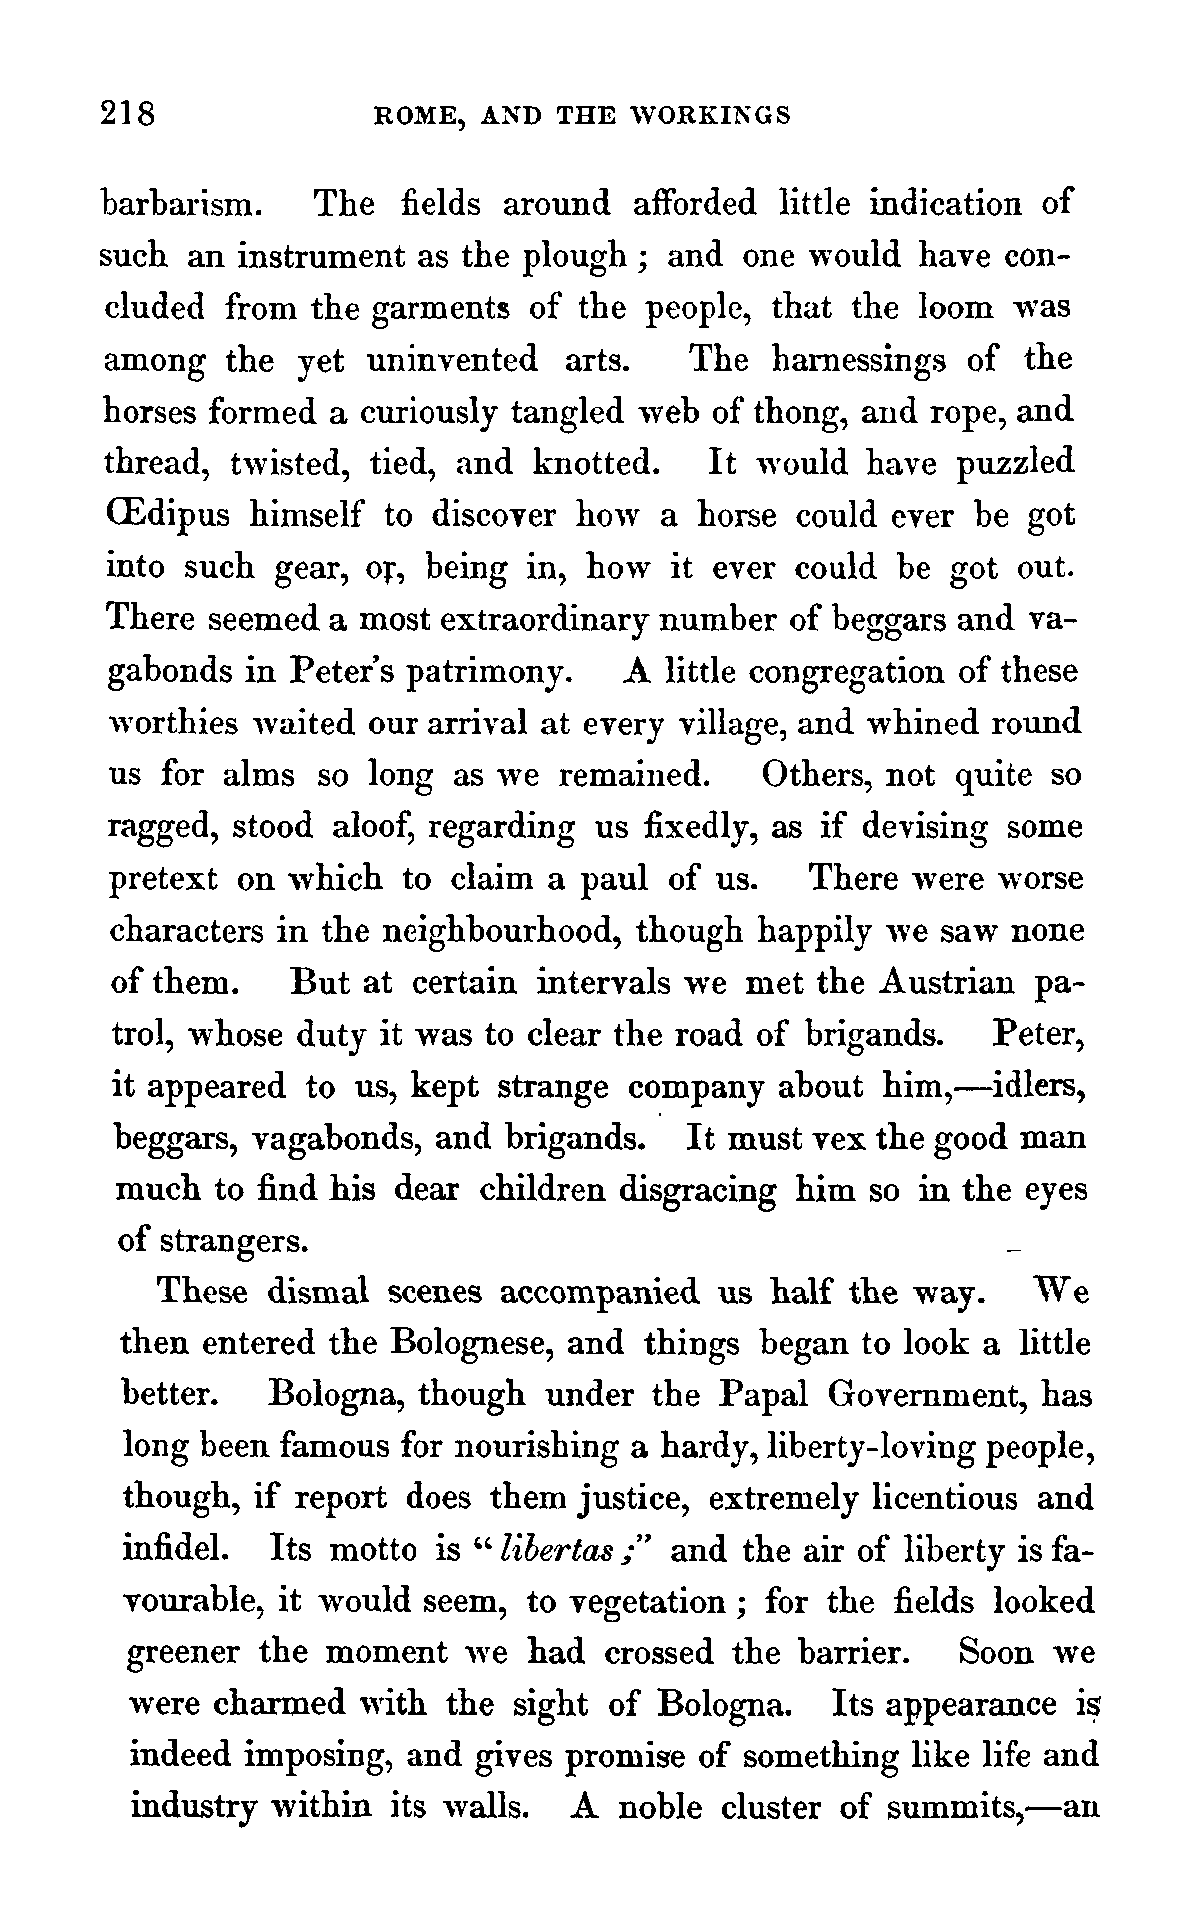 218 ROME, AND THE WORKINGS
barbarism. The fields around afforded little indication of
such an instrument as the plough ; and one would have con-
cluded from the garments of the people, that the loom was
among the yet uninvented arts. The harnessings of the
horses formed a curiously tangled web of thong, and rope, and
thread, twisted, tied, and knotted. It would have puzzled
Œdipus himself to discover how a horse could ever be got
into such gear, or, being in, how it ever could be got out.
There seemed a most extraordinary number of beggars and va-
gabonds in Peter's patrimony. A little congregation of these
worthies waited our arrival at every village, and whined round
us for alms so long as we remained. Others, not quite so
ragged, stood aloof, regarding us fixedly, as if devising some
pretext on which to claim a paul of us. There were worse
characters in the neighbourhood, though happily we saw none
of them. But at certain intervals we met the Austrian pa-
trol, whose duty it was to clear the road of brigands. Peter,
it appeared to us, kept strange company about him,—idlers,
beggars, vagabonds, and brigands. It must vex the good man
much to find his dear children disgracing him so in the eyes
of strangers.
These dismal scenes accompanied us half the way. We
then entered the Bolognese, and things began to look a little
better. Bologna, though under the Papal Government, has
long been famous for nourishing a hardy, liberty-loving people,
though, if report does them justice, extremely licentious and
infidel. Its motto is "libertas ;" and the air of liberty is fa-
vourable, it would seem, to vegetation ; for the fields looked
greener the moment we had crossed the barrier. Soon we
were charmed with the sight of Bologna. Its appearance is
indeed imposing, and gives promise of something like life and
industry within its walls. A noble cluster of summits,—an